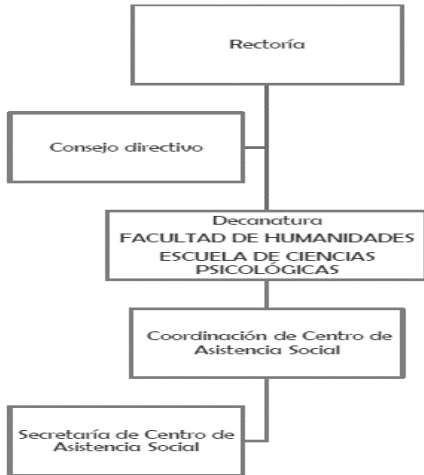 Rectoría
Consejo directivo
Decanatura
FACULTAD DE HUMANIDADES
ESCUELA DE CIENCIAS
PSICOLÓGICAS
Coordinación de Centro de
Asistencia Social
Secretaría de Centro de
Asistencia Social